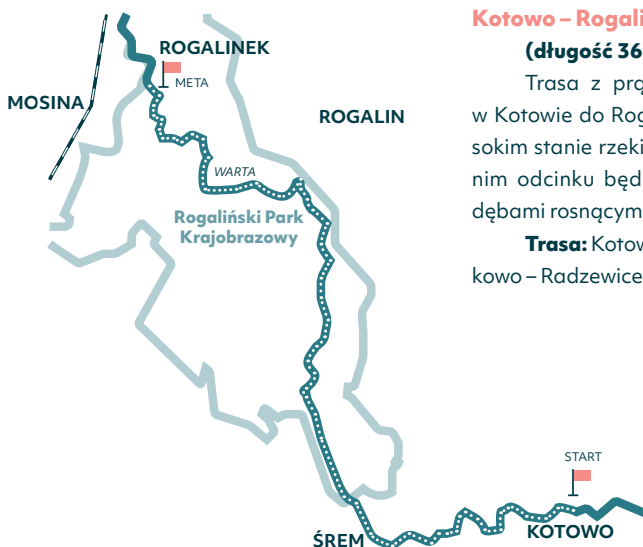 ROGALINEK
META
MOSINA
ROGALIN
WARTA
Rogaliński Park
Krajobrazowy
START
ŚREM
KOTOWO
Kotowo – Rogali
(długość 36
Trasa z prą
w Kotowie do Rog
sokim stanie rzeki
nim odcinku będ
dębami rosnącym
Trasa: Kotow
kowo – Radzewice